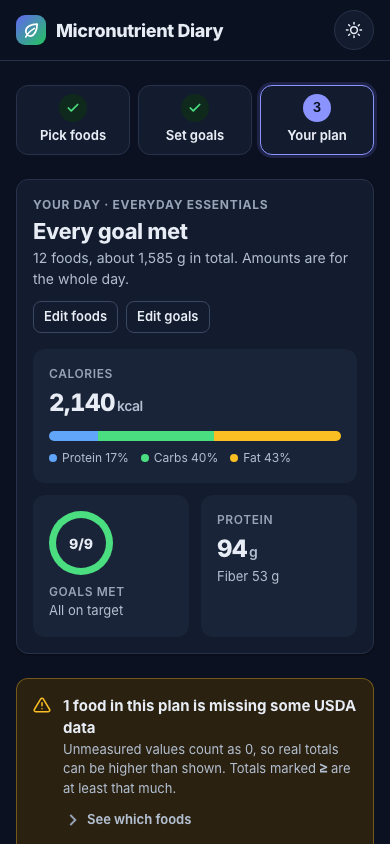 Micronutrient Diary
Pick foods
Set goals
3
Your plan
YOUR DAY · EVERYDAY ESSENTIALS
Every goal met
12 foods, about 1,585 g in total. Amounts are for
the whole day.
Edit foods
Edit goals
CALORIES
2,140 kcal
Protein 17%
Carbs 40%
Fat 43%
9/9
GOALS MET
All on target
PROTEIN
94 g
Fiber 53 g
1 food in this plan is missing some USDA
data
Unmeasured values count as 0, so real totals
can be higher than shown. Totals marked ≥ are
at least that much.
See which foods